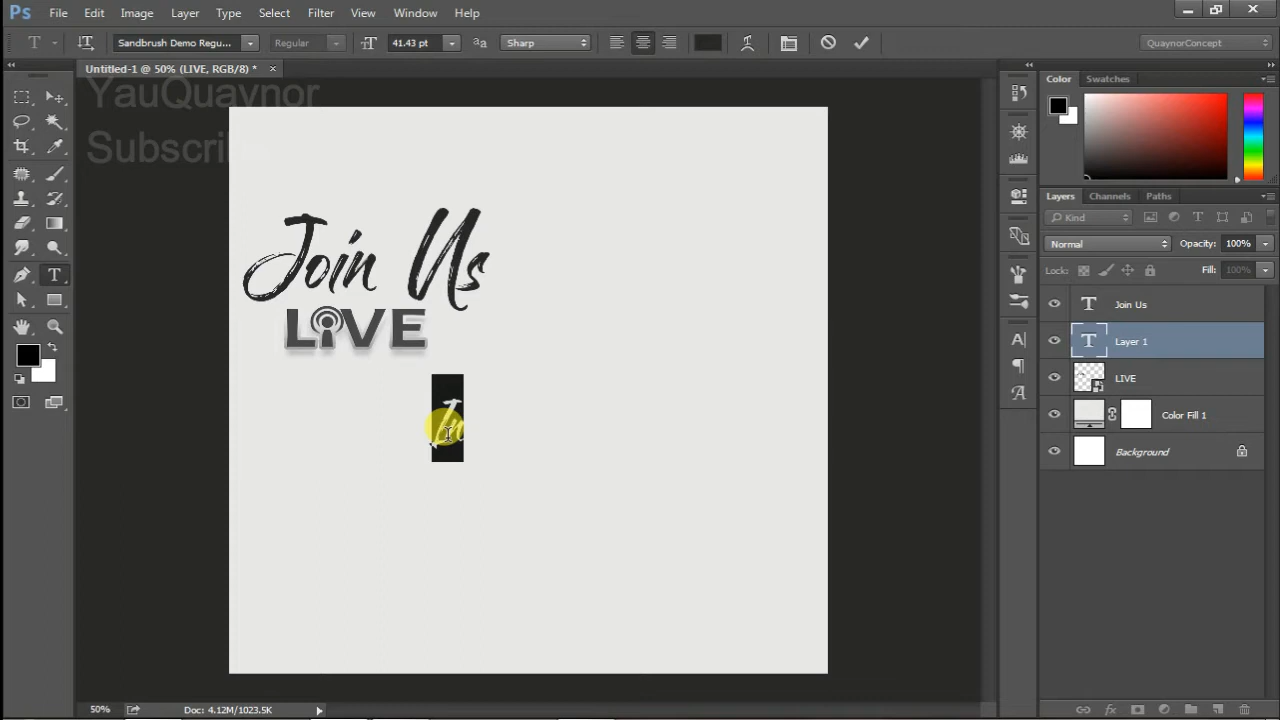 Ps File Edit Image Layer Type Select Filter View Window Help
T Sandbrush Demo Regu... Regular 41.43 pt Sharp QuaynorConcept
Untitled-1 @ 50% (LIVE, RGB/8) * ×
YauQuaynor
Color Swatches
Layers Channels Paths
Kind
Normal Opacity: 100%
Lock: Fill: 100%
Join Us
LIVE
In
T Join Us
T Layer 1
LIVE
Color Fill 1
Background
50% Doc: 4.12M/1023.5K